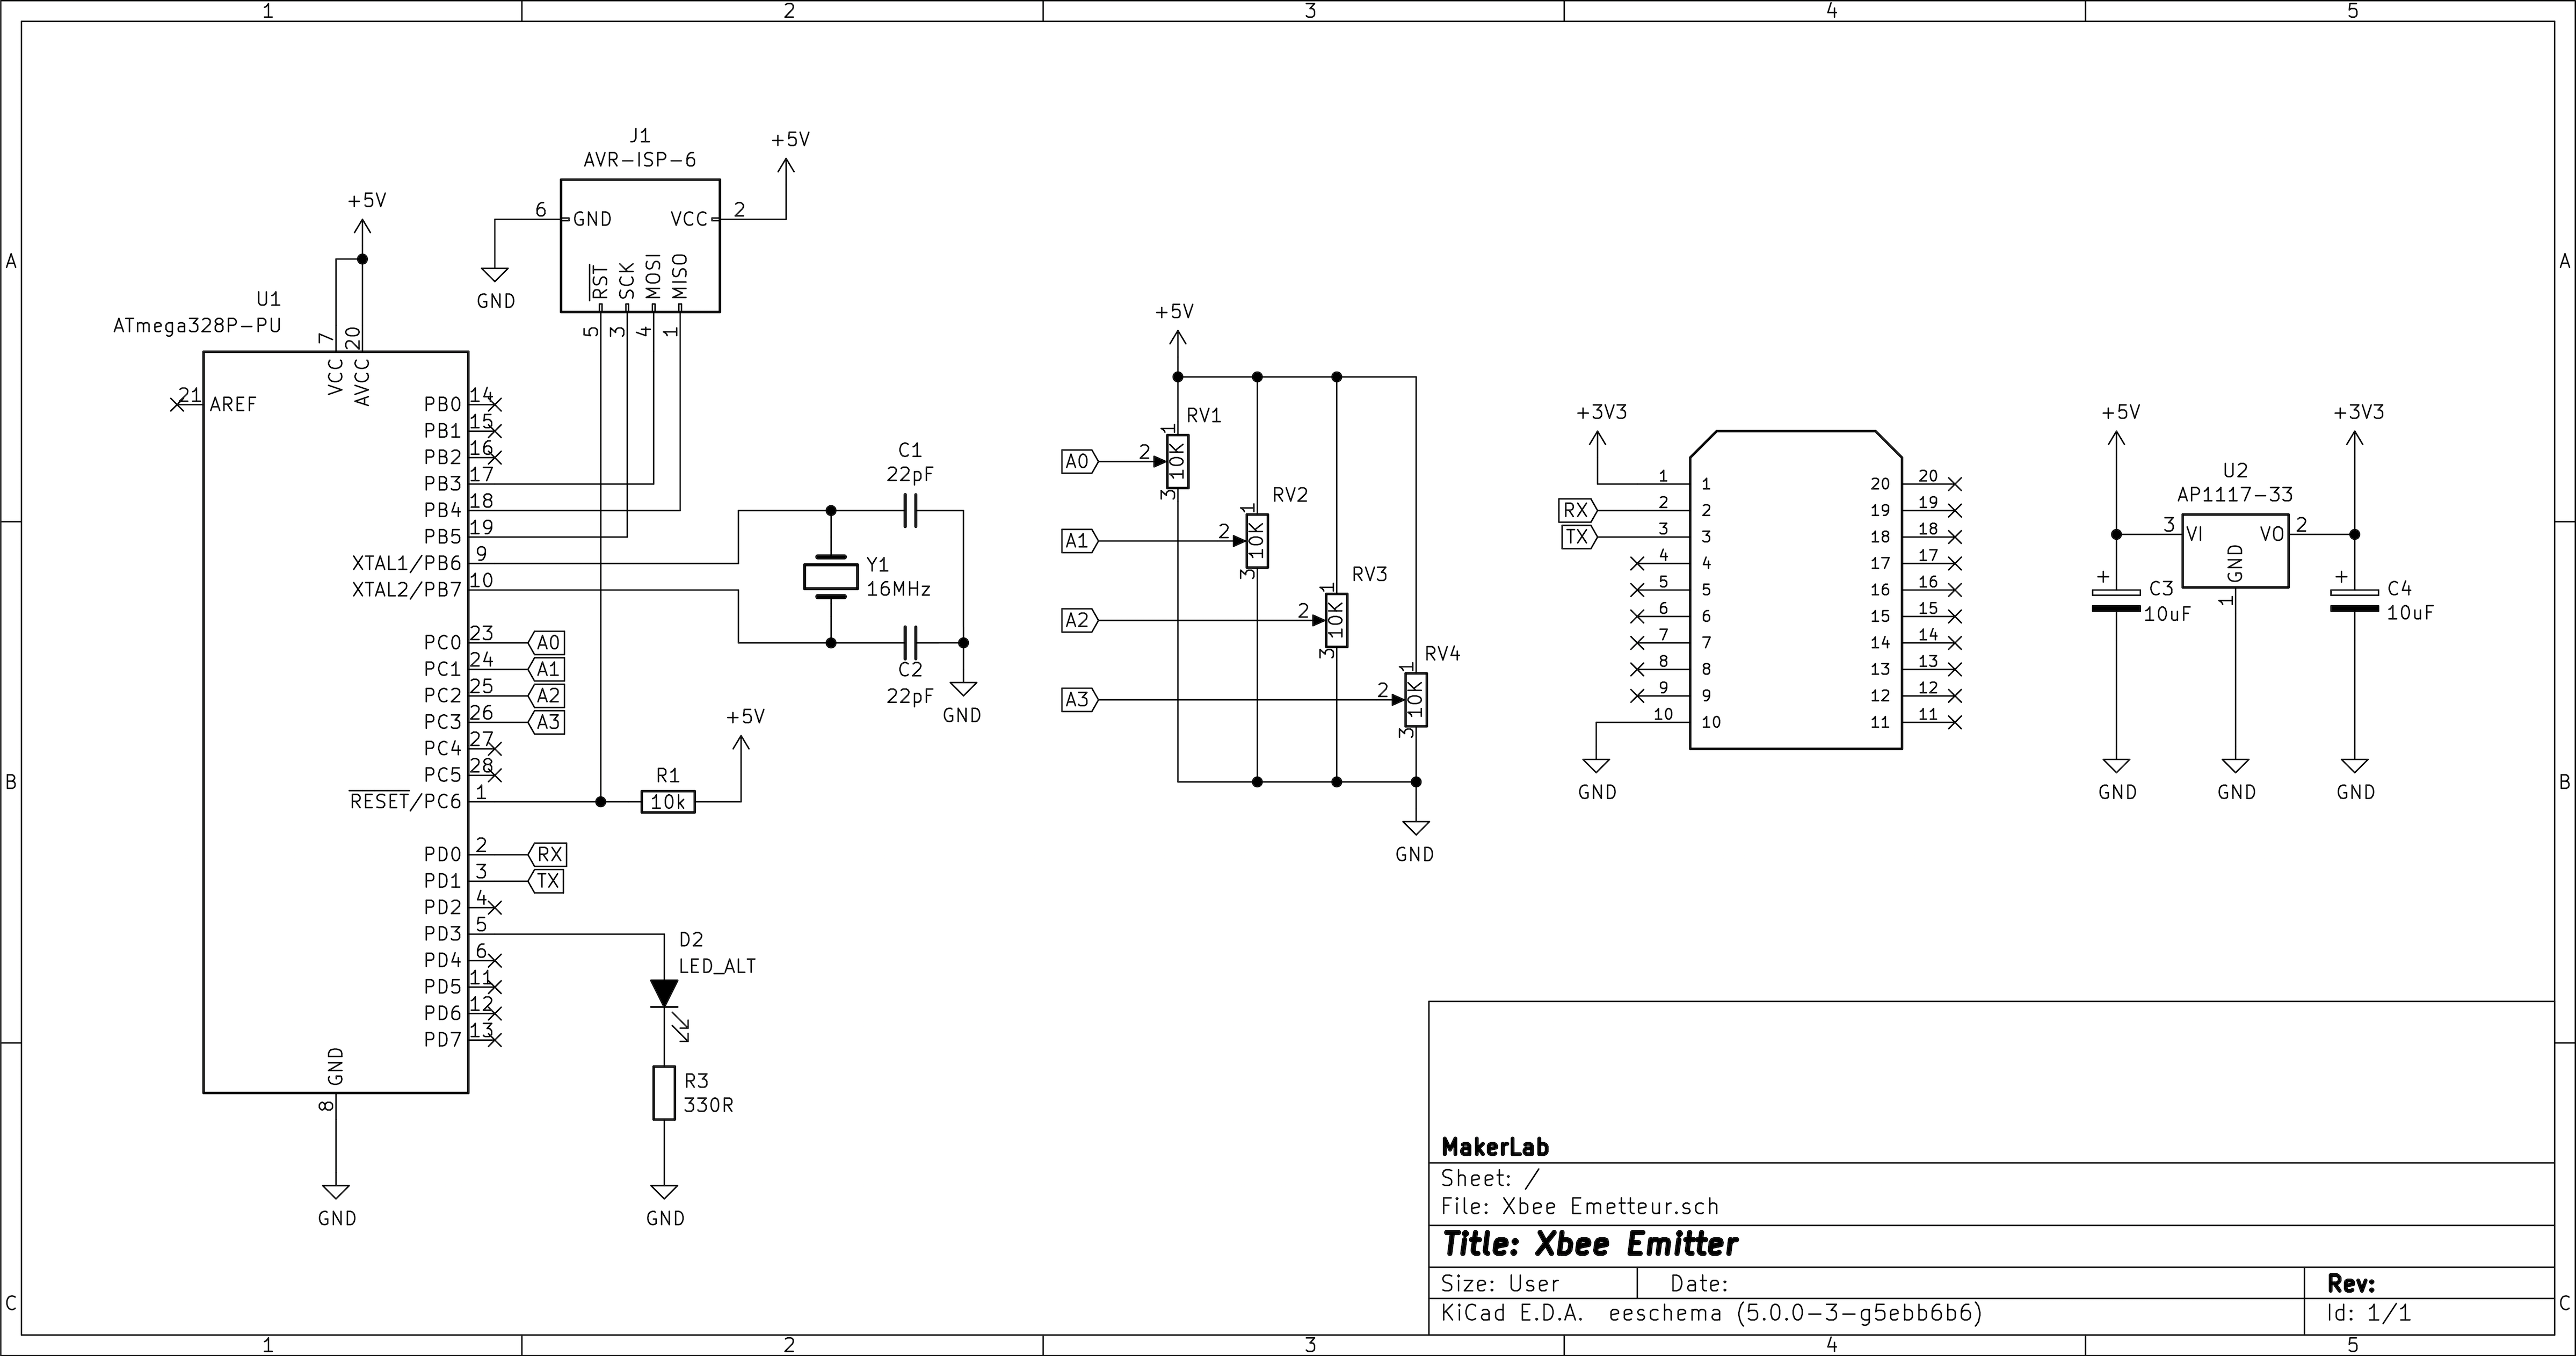 1 2 3 4 5
A A
B B
C C
1 2 3 4 5
U1
ATmega328P-PU
+5V
7
VCC
20
AVCC
21 AREF
PB0 14
PB1 15
PB2 16
PB3 17
PB4 18
PB5 19
XTAL1/PB6 9
XTAL2/PB7 10
PC0 23 A0
PC1 24 A1
PC2 25 A2
PC3 26 A3
PC4 27
PC5 28
RESET/PC6 1
PD0 2 RX
PD1 3 TX
PD2 4
PD3 5
PD4 6
PD5 11
PD6 12
PD7 13
GND
8
GND
J1
AVR-ISP-6
+5V
6 GND VCC 2
RST SCK MOSI MISO
5 3 4 1
GND
C1
22pF
Y1
16MHz
C2
22pF
GND
+5V
R1
10k
D2
LED_ALT
R3
330R
GND
+5V
RV1
A0 2 1 10K 3
RV2
A1 2 1 10K 3
RV3
A2 2 1 10K 3
RV4
A3 2 1 10K 3
GND
+3V3
1 1 20 20
RX 2 2 19 19
TX 3 3 18 18
4 4 17 17
5 5 16 16
6 6 15 15
7 7 14 14
8 8 13 13
9 9 12 12
10 10 11 11
GND
+5V +3V3
U2
AP1117-33
3 VI VO 2
GND
1
+ C3
10uF
+ C4
10uF
GND GND GND
MakerLab
Sheet: /
File: Xbee Emetteur.sch
Title: Xbee Emitter
Size: User Date: Rev:
KiCad E.D.A. eeschema (5.0.0-3-g5ebb6b6) Id: 1/1